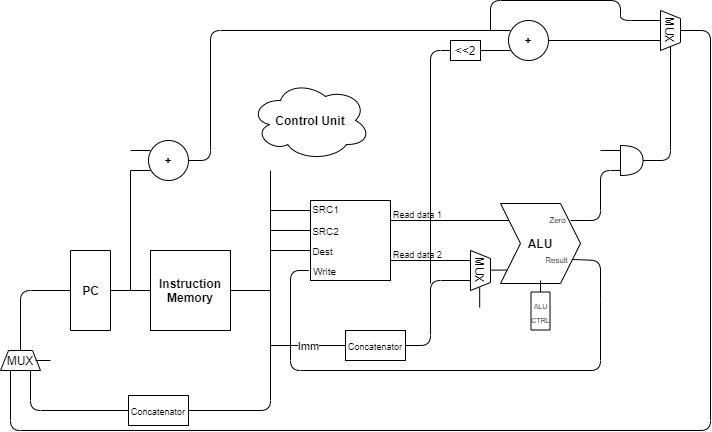 MUX
<<2
+
Control Unit
+
SRC1
Read data 1
SRC2
Zero
ALU
Dest
Read data 2
Result
Write
MUX
PC
Instruction
Memory
ALU
CTRL
Imm
Concatenator
MUX
Concatenator